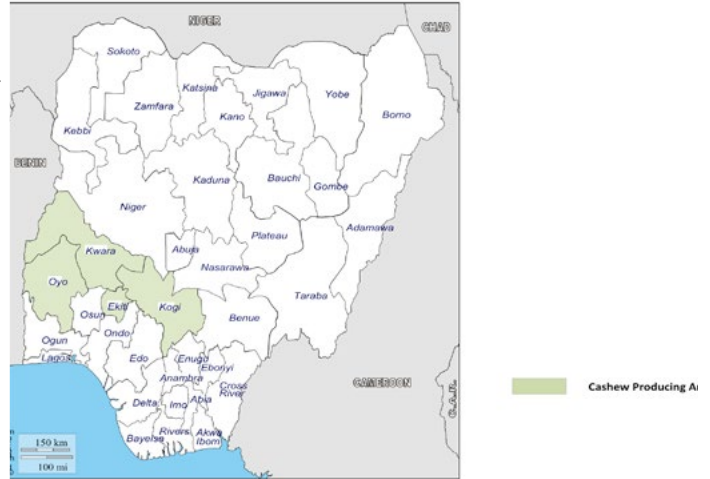 NIGER
CHAD
Sokoto
Katsina
Jigawa
Yobe
Borno
Zamfara
Kano
Kebbi
BENIN
Kaduna
Bauchi
Gombe
Niger
Adamawa
Plateau
Kwara
Abuja
Nasarawa
Oyo
Taraba
Ekiti
Kogi
Osun
Benue
Ondo
Ogun
Lagos
Edo
Enugu
Ebonyi
Anambra
CAMEROON
Cross
River
Cashew Producing A
Delta
Imo
Abia
C.A.R.
Bayelsa
Rivers
Akwa
Ibom
150 km
100 mi